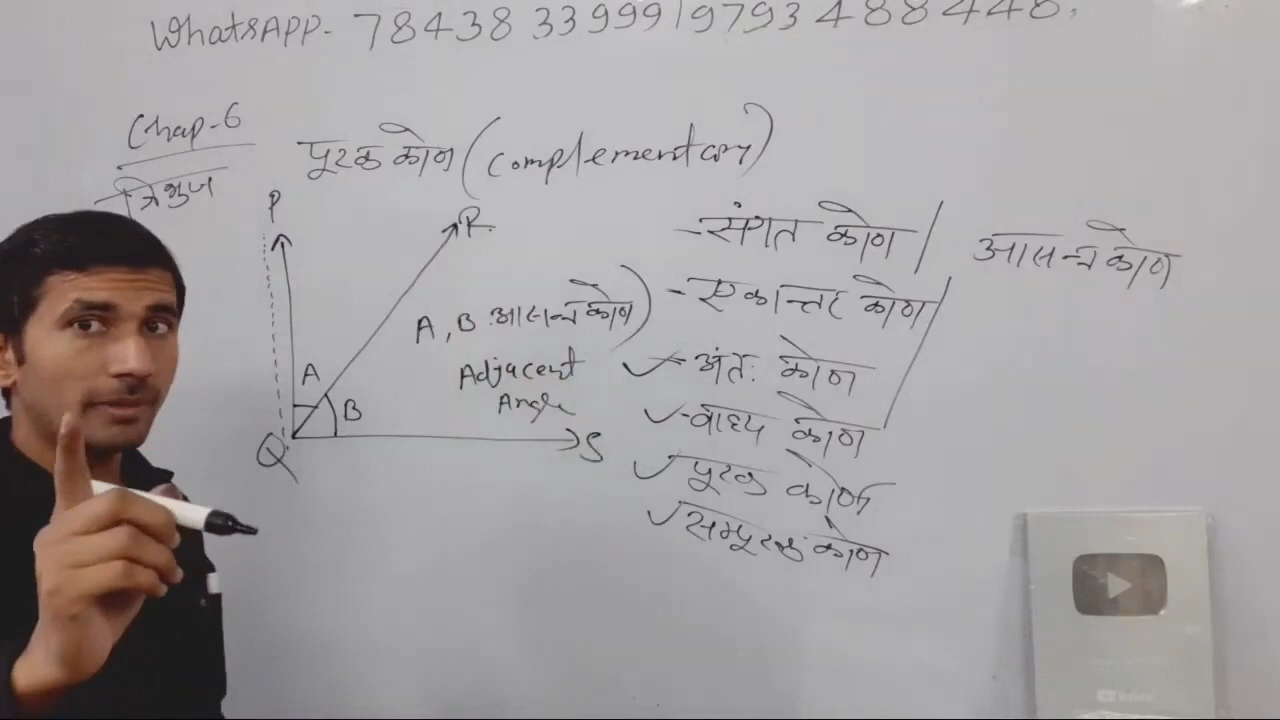 WhatsAPP- 78438 33999 / 9793 488448,
Chap-6
त्रिभुज
पूरक कोण (Complementary)
P
R
A
B
Q
S
A, B आसन्न कोण)
Adjacent
Angle
-संगत कोण /
-एकान्तर कोण
-अंतः कोण
-वाह्य कोण
पूरक कोण
सम्पूरक कोण
आसन्न कोण